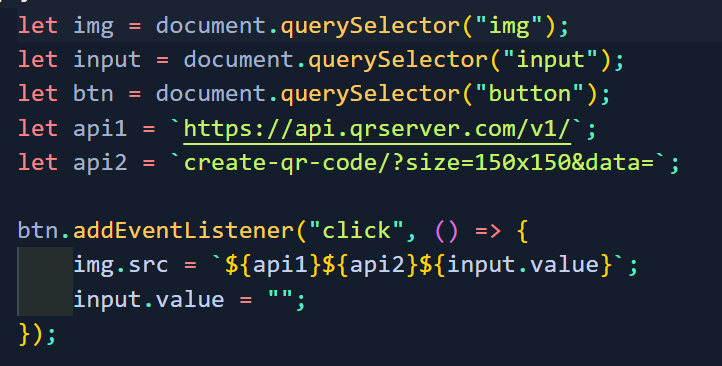 let img = document.querySelector("img");
let input = document.querySelector("input");
let btn = document.querySelector("button");
let api1 = `https://api.qrserver.com/v1/`;
let api2 = `create-qr-code/?size=150x150&data=`;
btn.addEventListener("click", () => {
img.src = `${api1}${api2}${input.value}`;
input.value = "";
});